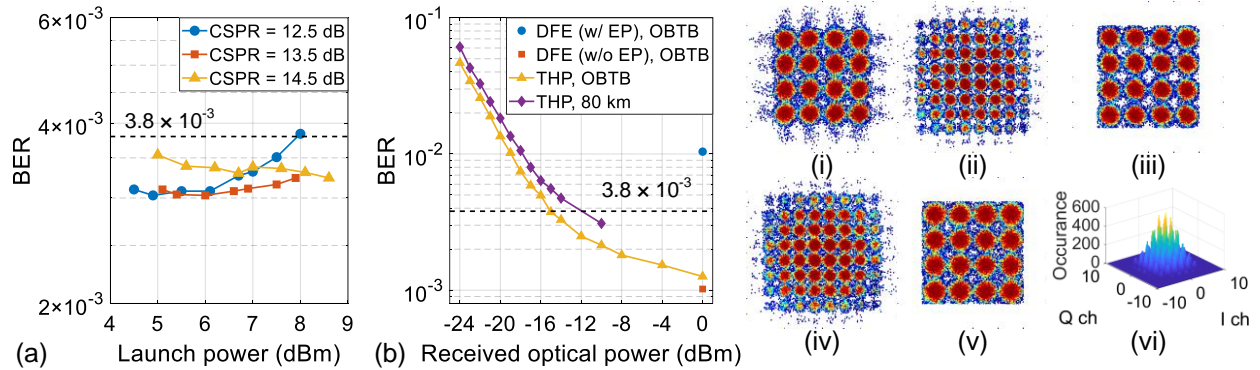 6×10⁻³
4×10⁻³
2×10⁻³
BER
CSPR = 12.5 dB
CSPR = 13.5 dB
CSPR = 14.5 dB
3.8 × 10⁻³
4 5 6 7 8 9
(a) Launch power (dBm)
10⁻¹
10⁻²
10⁻³
BER
DFE (w/ EP), OBTB
DFE (w/o EP), OBTB
THP, OBTB
THP, 80 km
3.8 × 10⁻³
-24 -20 -16 -12 -8 -4 0
(b) Received optical power (dBm)
(i) (ii) (iii)
600
400
200
0
Occurance
10
0
-10
Q ch
-10
0
10
I ch
(iv) (v) (vi)